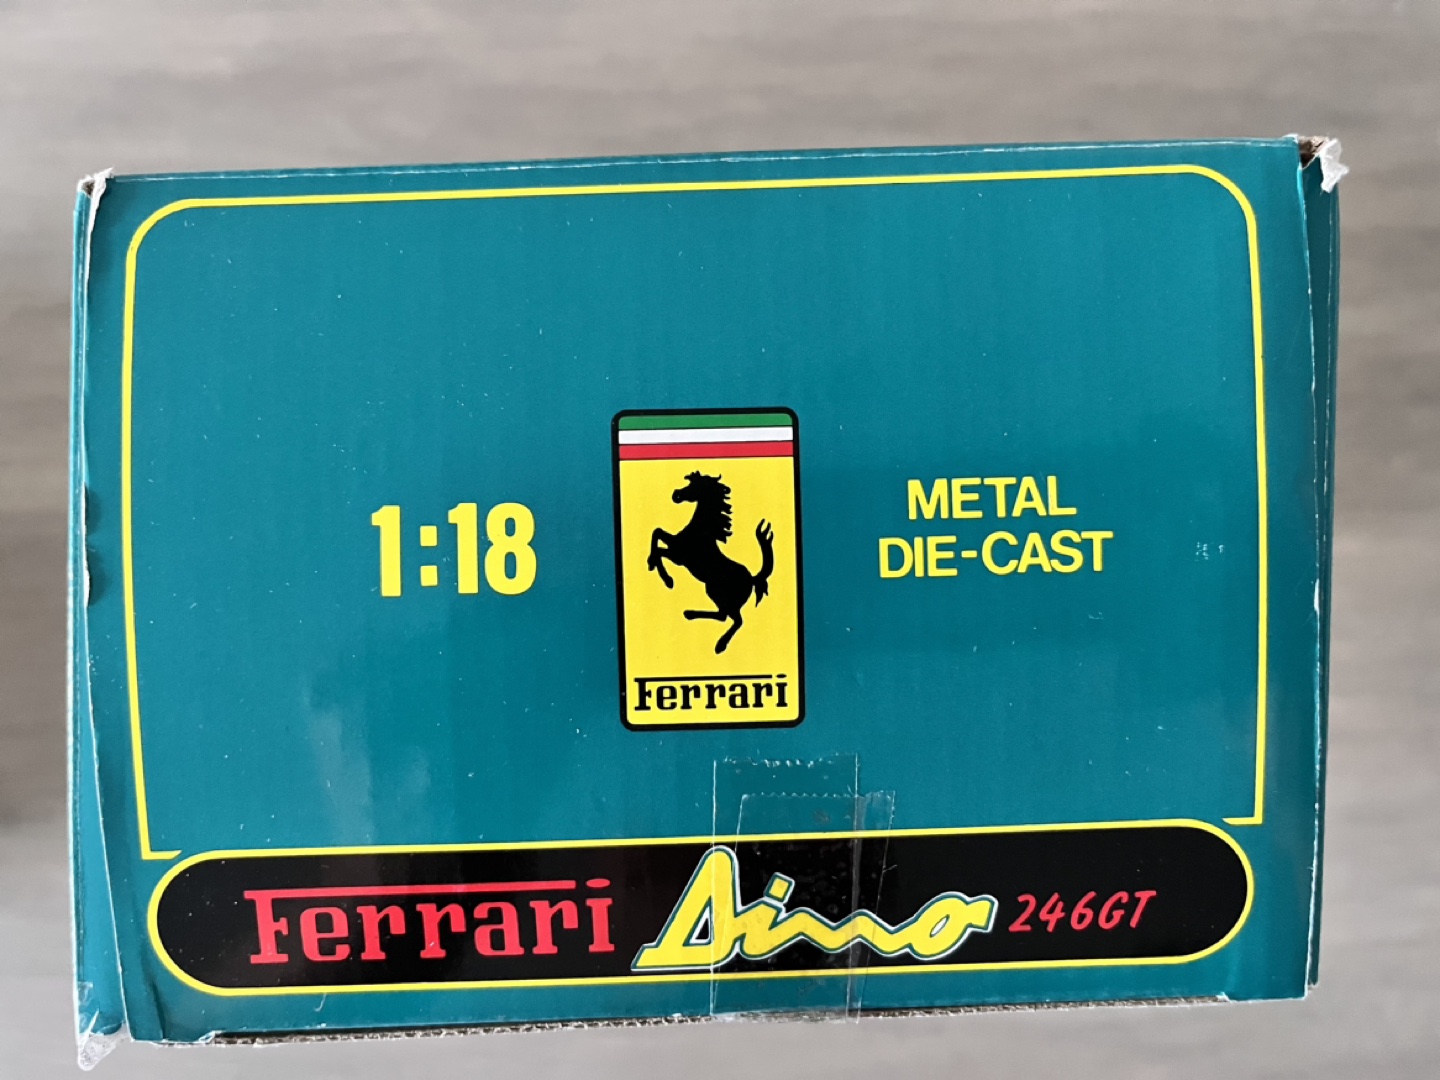 1:18
METAL
DIE-CAST
Ferrari
Ferrari Dino 246GT